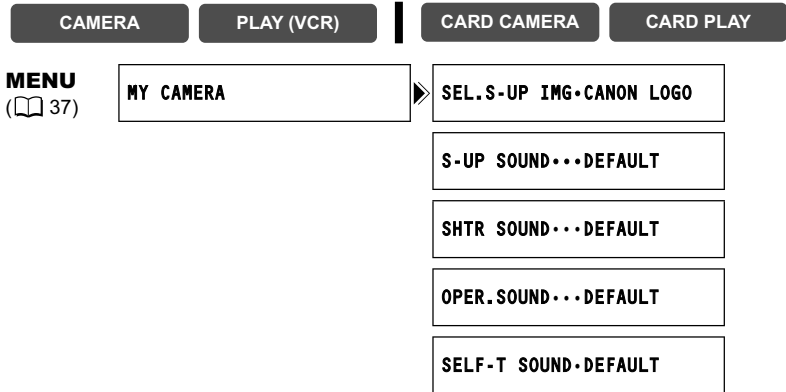 CAMERA PLAY (VCR) CARD CAMERA CARD PLAY
MENU
(37)
MY CAMERA
SEL.S-UP IMG•CANON LOGO
S-UP SOUND•••DEFAULT
SHTR SOUND•••DEFAULT
OPER.SOUND•••DEFAULT
SELF-T SOUND•DEFAULT